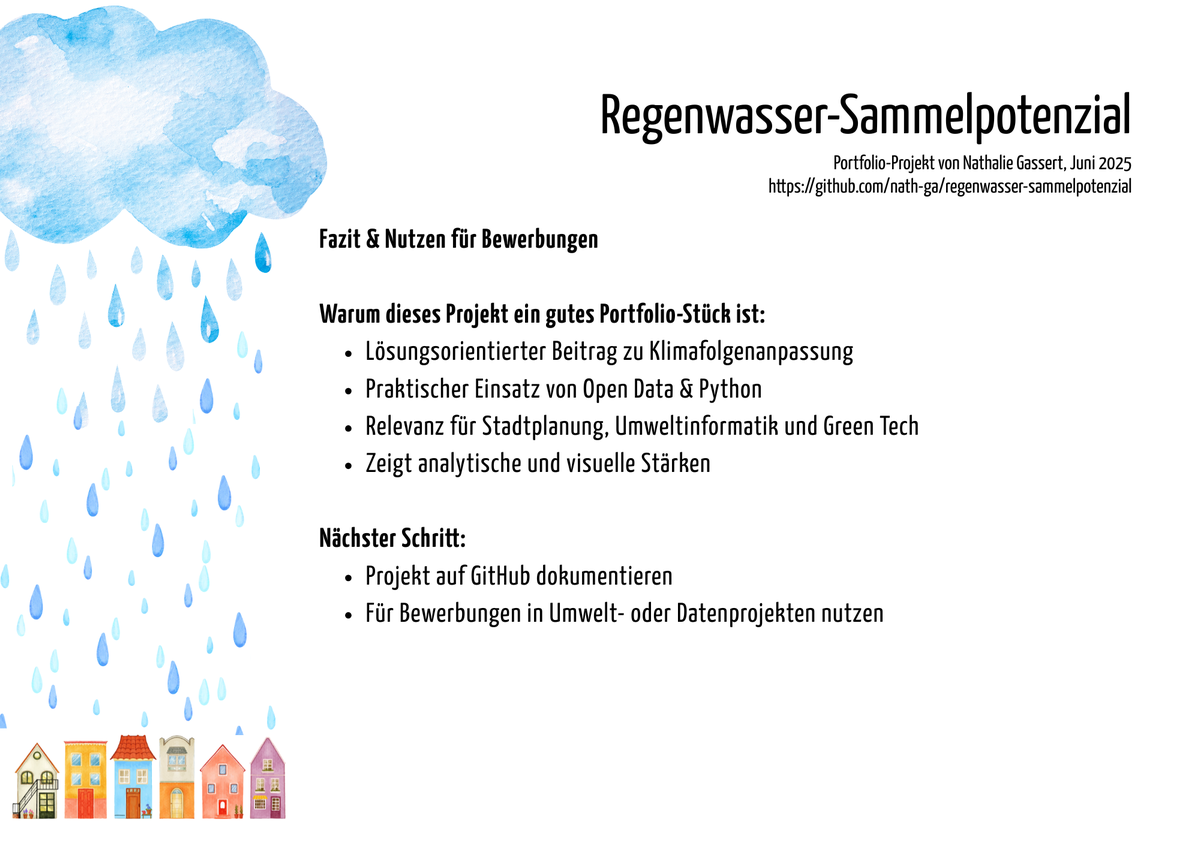 Regenwasser-Sammelpotenzial
Portfolio-Projekt von Nathalie Gassert, Juni 2025
https://github.com/nath-ga/regenwasser-sammelpotenzial
Fazit & Nutzen für Bewerbungen
Warum dieses Projekt ein gutes Portfolio-Stück ist:
• Lösungsorientierter Beitrag zu Klimafolgenanpassung
• Praktischer Einsatz von Open Data & Python
• Relevanz für Stadtplanung, Umweltinformatik und Green Tech
• Zeigt analytische und visuelle Stärken
Nächster Schritt:
• Projekt auf GitHub dokumentieren
• Für Bewerbungen in Umwelt- oder Datenprojekten nutzen